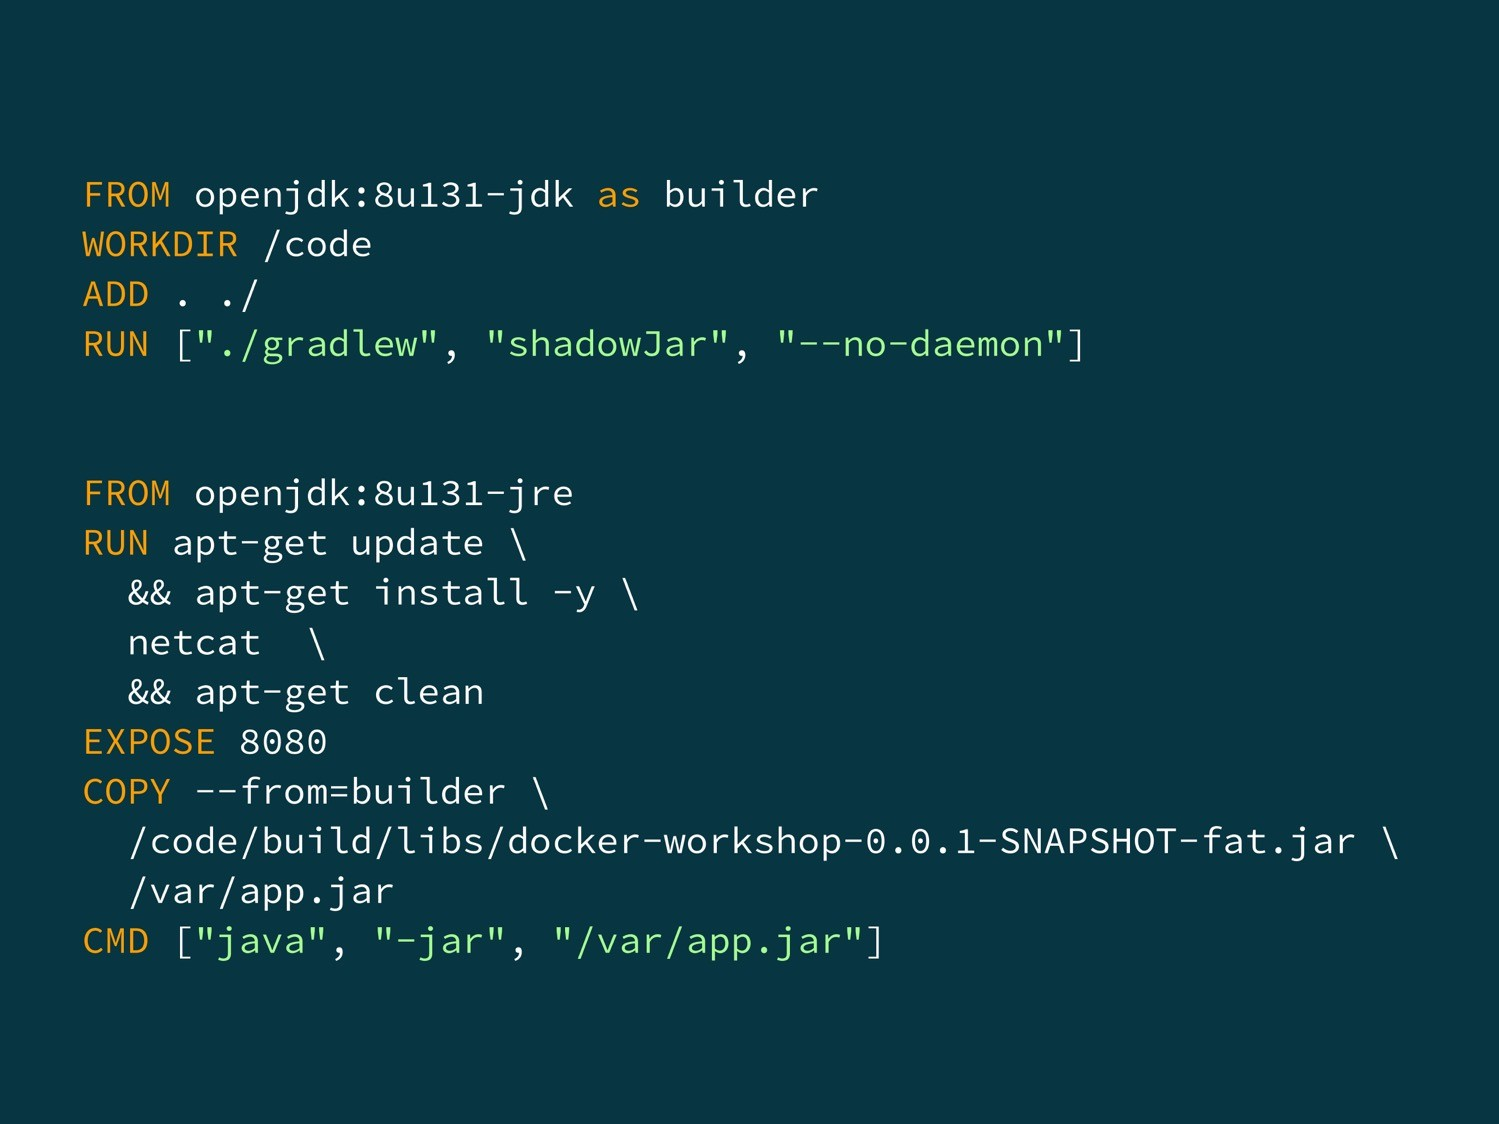 FROM openjdk:8u131-jdk as builder
WORKDIR /code
ADD . ./
RUN ["./gradlew", "shadowJar", "--no-daemon"]
FROM openjdk:8u131-jre
RUN apt-get update \
  && apt-get install -y \
  netcat  \
  && apt-get clean
EXPOSE 8080
COPY --from=builder \
  /code/build/libs/docker-workshop-0.0.1-SNAPSHOT-fat.jar \
  /var/app.jar
CMD ["java", "-jar", "/var/app.jar"]